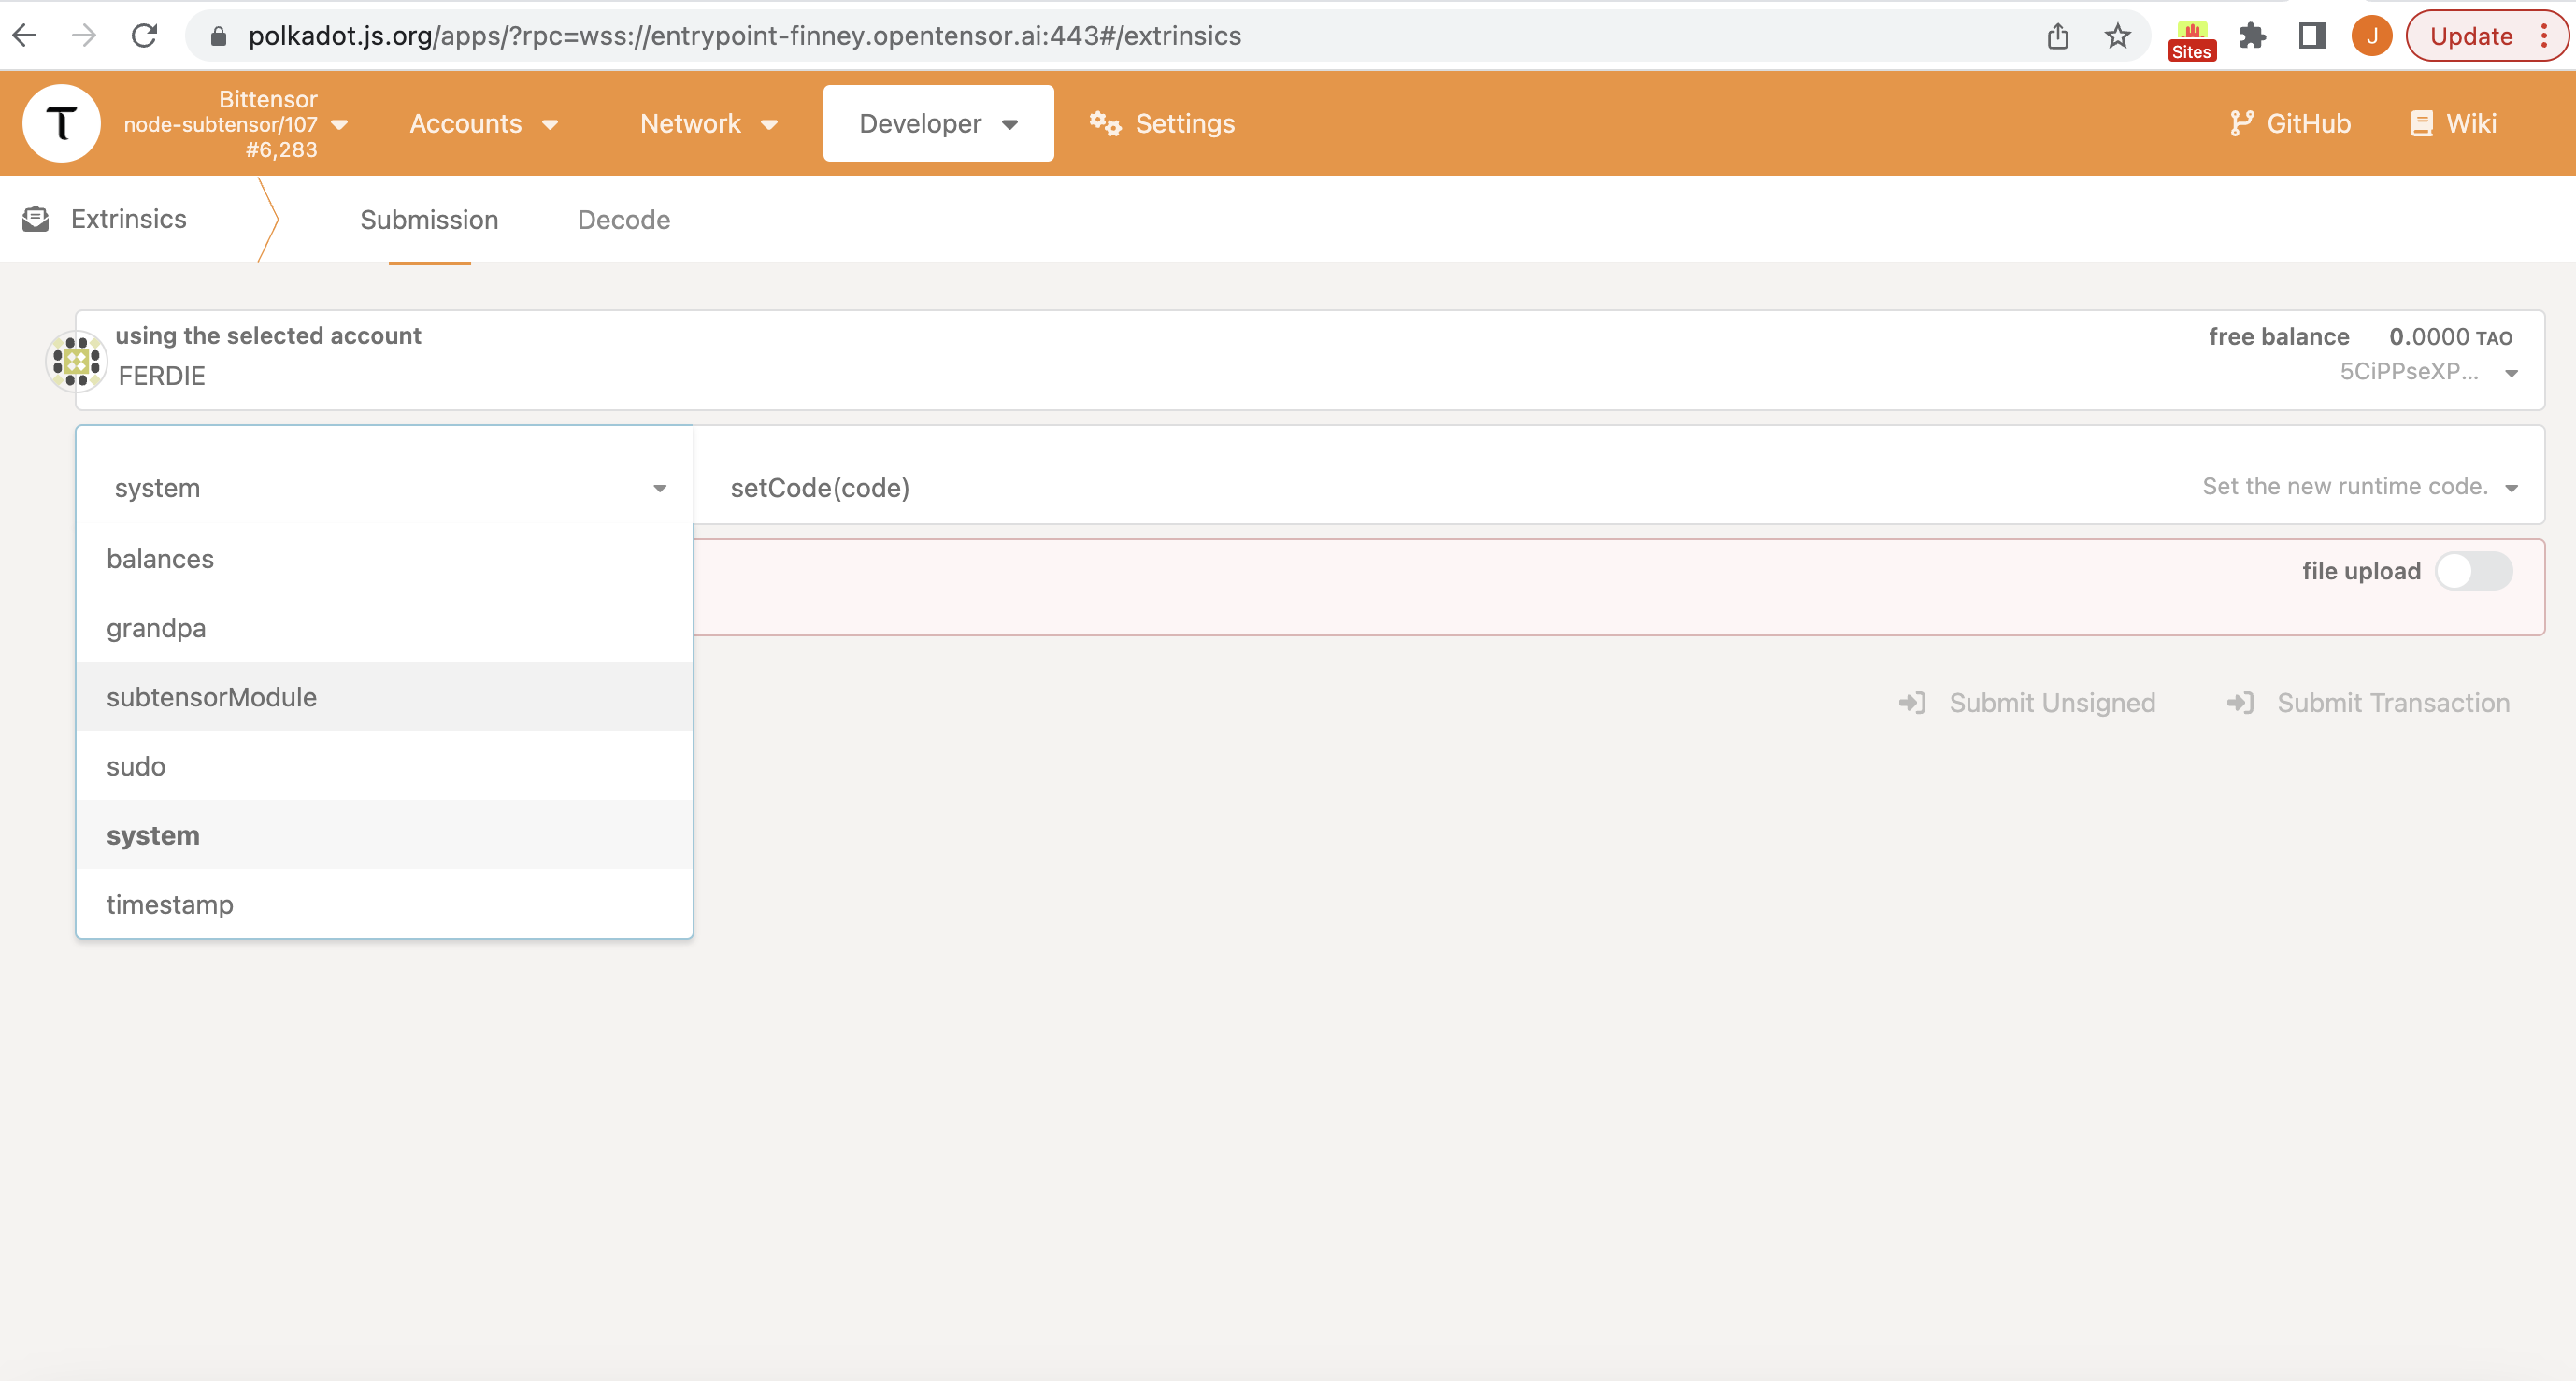 polkadot.js.org/apps/?rpc=wss://entrypoint-finney.opentensor.ai:443#/extrinsics
Sites
J
Update
Bittensor
node-subtensor/107
#6,283
Accounts
Network
Developer
Settings
GitHub
Wiki
Extrinsics
Submission
Decode
using the selected account
FERDIE
free balance 0.0000 TAO
5CiPPseXP...
system
setCode(code)
Set the new runtime code.
balances
grandpa
subtensorModule
sudo
system
timestamp
file upload
Submit Unsigned
Submit Transaction